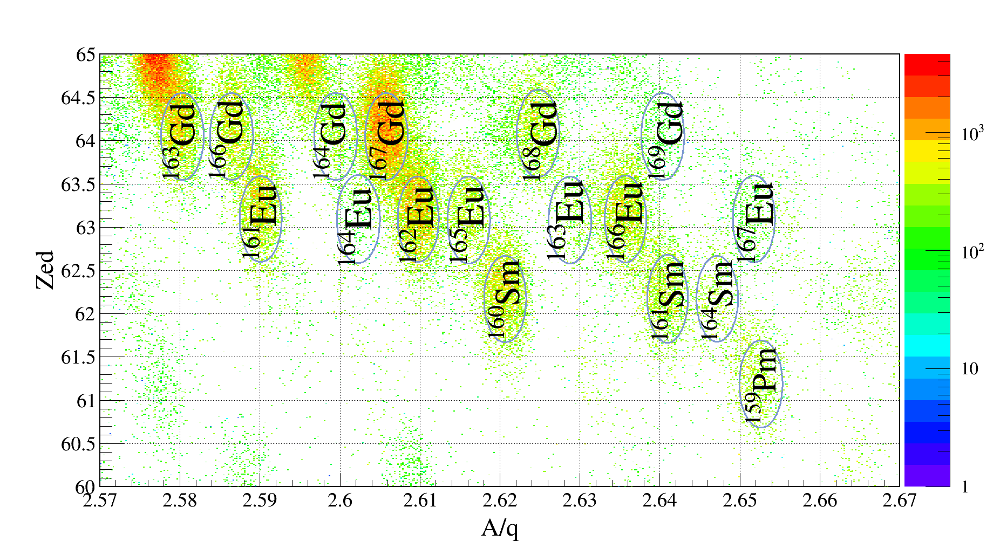 65
64.5
64
63.5
63
62.5
62
61.5
61
60.5
60
Zed
163Gd
166Gd
164Gd
167Gd
168Gd
169Gd
161Eu
164Eu
162Eu
165Eu
163Eu
166Eu
167Eu
160Sm
161Sm
164Sm
159Pm
10³
10²
10
1
2.57 2.58 2.59 2.6 2.61 2.62 2.63 2.64 2.65 2.66 2.67
A/q